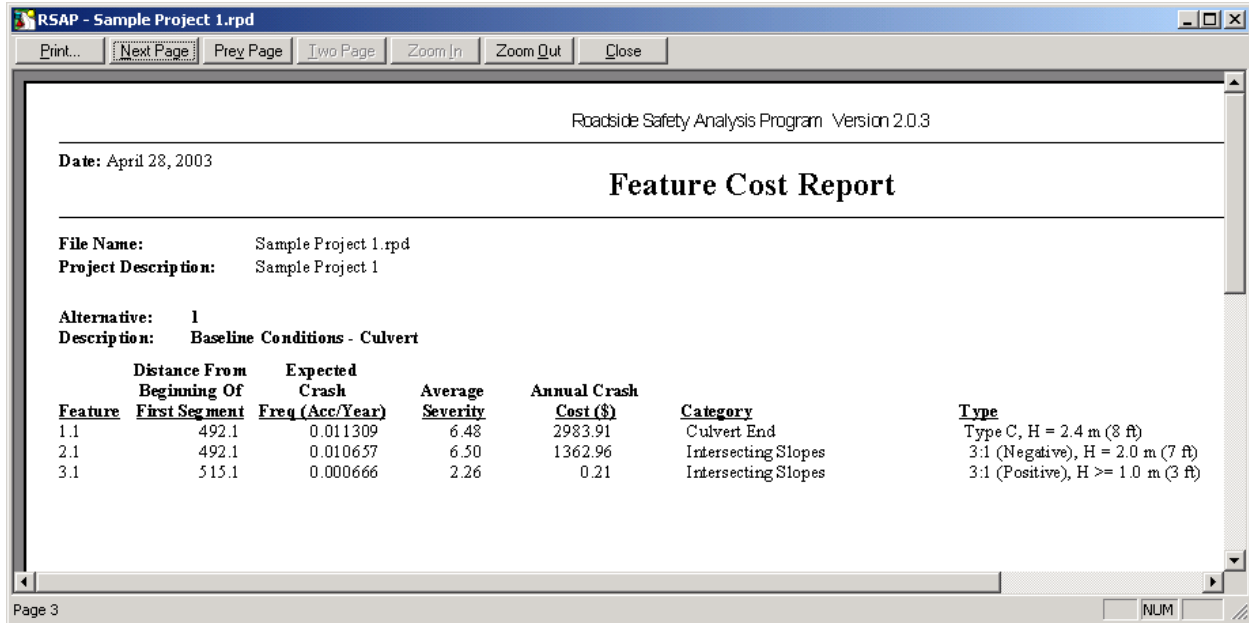 RSAP - Sample Project 1.rpd
Print... Next Page Prev Page Two Page Zoom In Zoom Out Close
Roadside Safety Analysis Program Version 2.0.3
Date: April 28, 2003
Feature Cost Report
File Name: Sample Project 1.rpd
Project Description: Sample Project 1
Alternative: 1
Description: Baseline Conditions - Culvert
Distance From Expected
Beginning Of Crash Average Annual Crash
Feature First Segment Freq (Acc/Year) Severity Cost ($) Category Type
1.1 492.1 0.011309 6.48 2983.91 Culvert End Type C, H = 2.4 m (8 ft)
2.1 492.1 0.010657 6.50 1362.96 Intersecting Slopes 3:1 (Negative), H = 2.0 m (7 ft)
3.1 515.1 0.000666 2.26 0.21 Intersecting Slopes 3:1 (Positive), H >= 1.0 m (3 ft)
Page 3 NUM